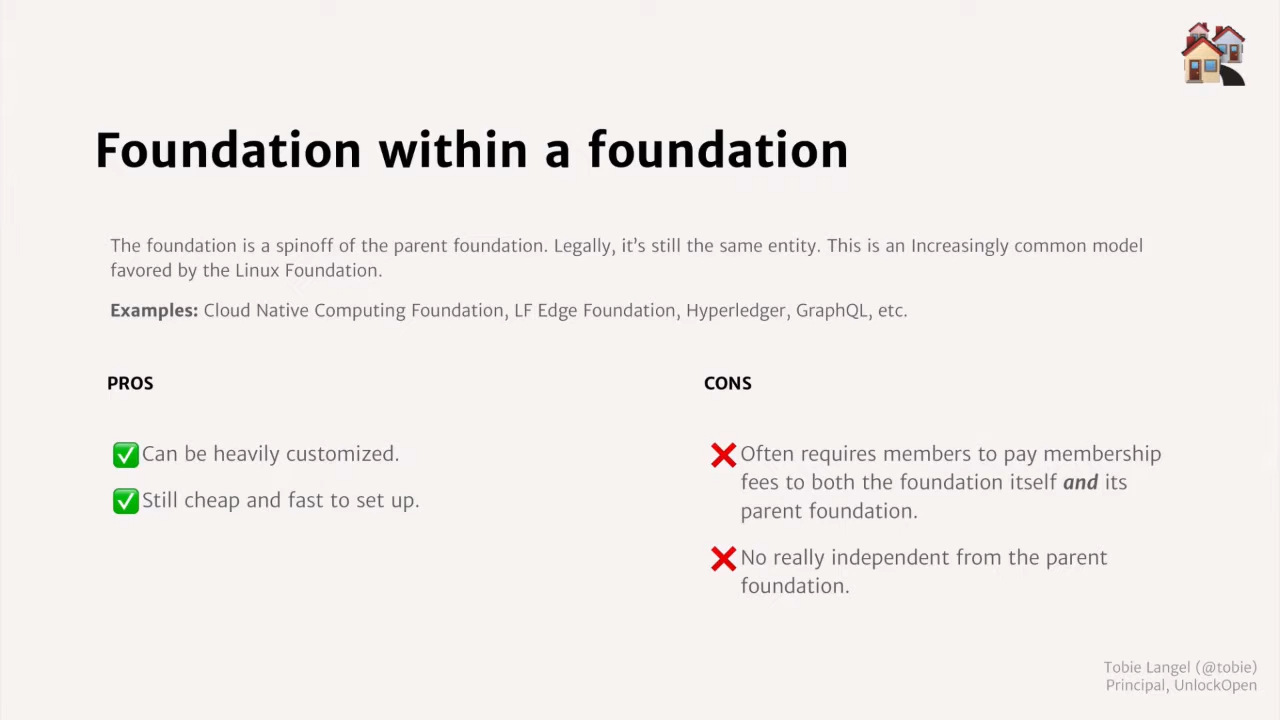 Foundation within a foundation
The foundation is a spinoff of the parent foundation. Legally, it’s still the same entity. This is an Increasingly common model
favored by the Linux Foundation.
Examples: Cloud Native Computing Foundation, LF Edge Foundation, Hyperledger, GraphQL, etc.
PROS
✅ Can be heavily customized.
✅ Still cheap and fast to set up.
CONS
❌ Often requires members to pay membership
fees to both the foundation itself and its
parent foundation.
❌ No really independent from the parent
foundation.
Tobie Langel (@tobie)
Principal, UnlockOpen